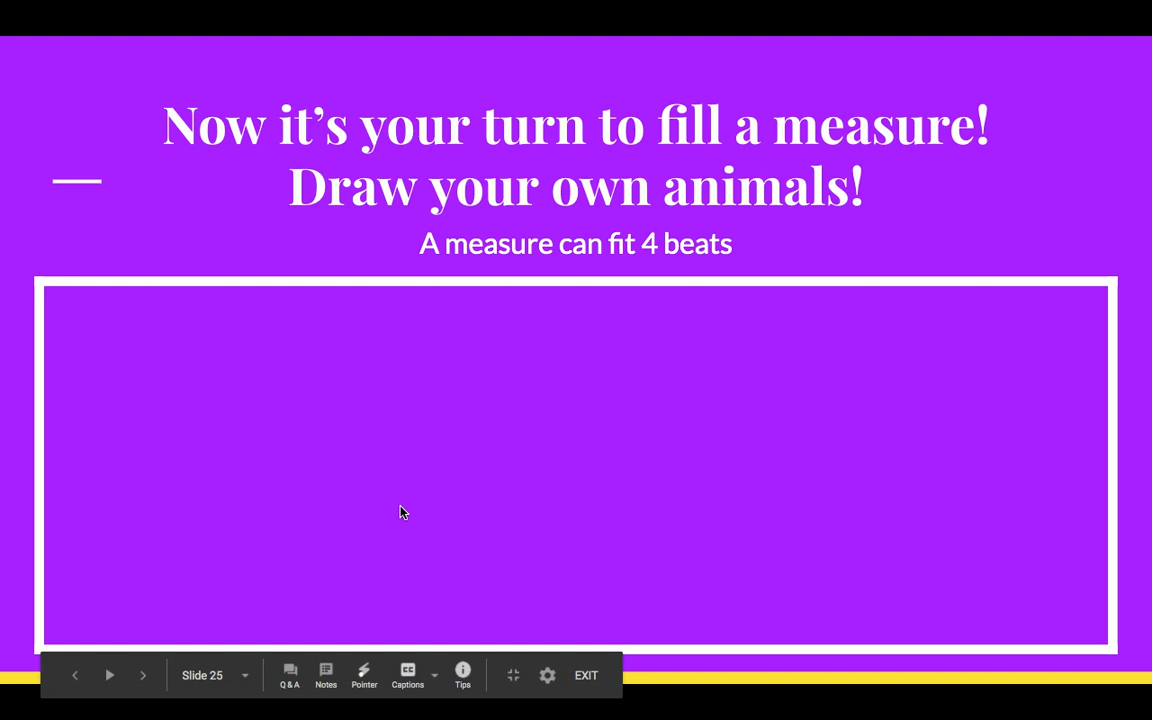 Now it's your turn to fill a measure!
Draw your own animals!
A measure can fit 4 beats
Slide 25
Q & A
Notes
Pointer
CC
Captions
Tips
EXIT